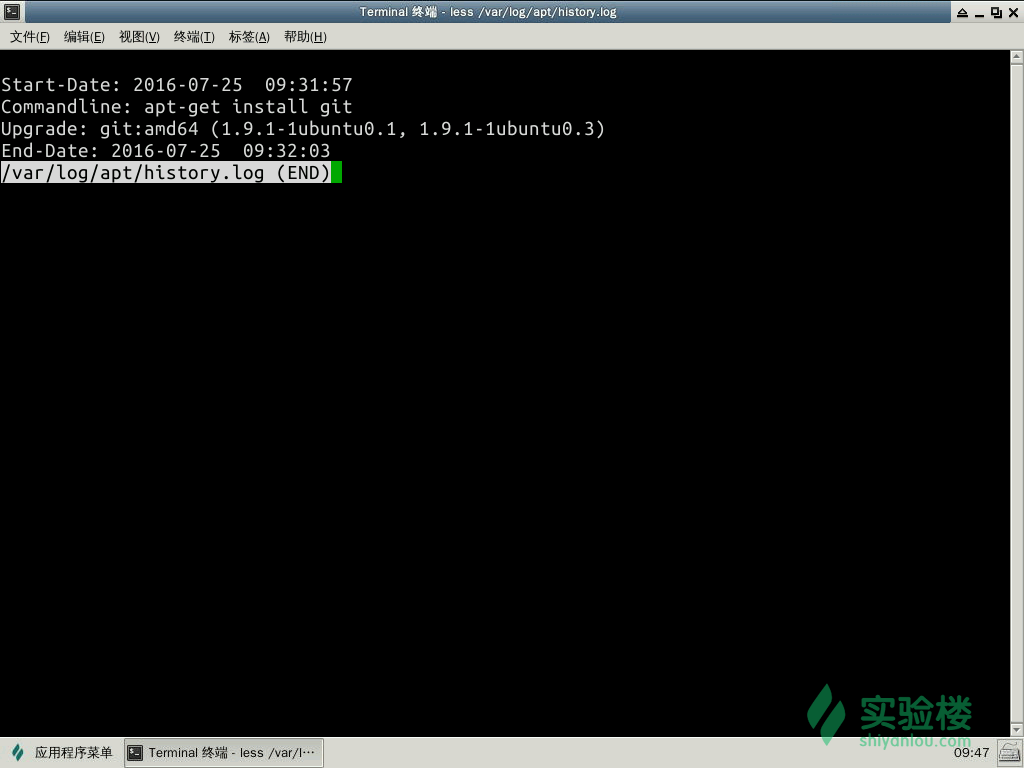 Terminal 终端 - less /var/log/apt/history.log
文件(F) 编辑(E) 视图(V) 终端(T) 标签(A) 帮助(H)
Start-Date: 2016-07-25  09:31:57
Commandline: apt-get install git
Upgrade: git:amd64 (1.9.1-1ubuntu0.1, 1.9.1-1ubuntu0.3)
End-Date: 2016-07-25  09:32:03
/var/log/apt/history.log (END)
实验楼
shiyanlou.com
应用程序菜单 Terminal 终端 - less /var/l··· 09:47